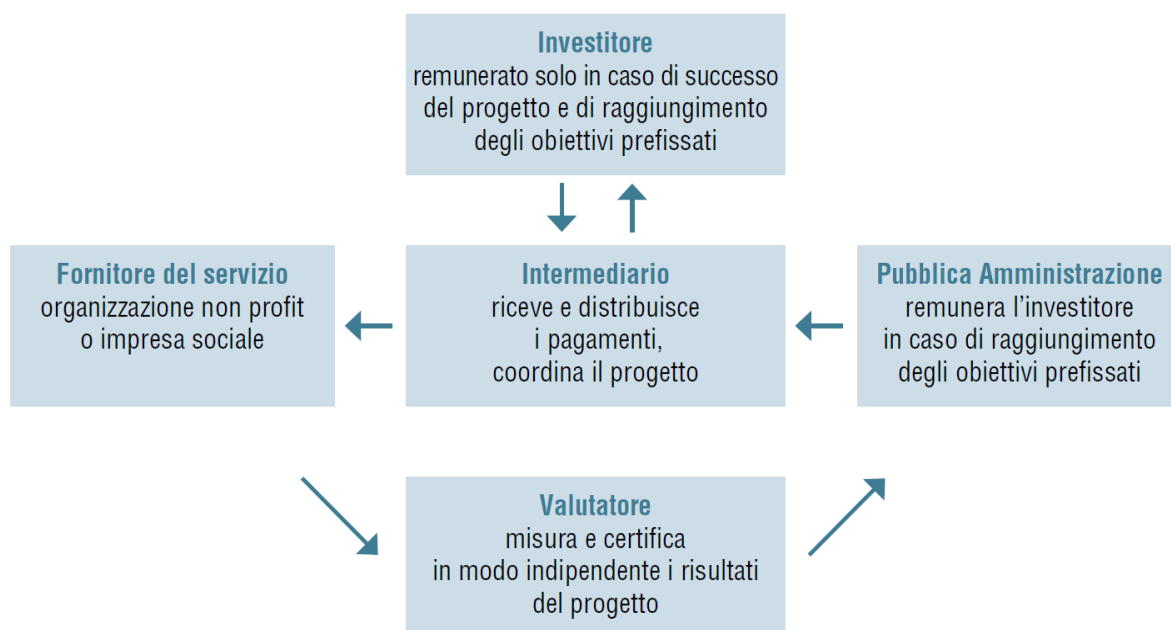 Investitore
remunerato solo in caso di successo
del progetto e di raggiungimento
degli obiettivi prefissati
Fornitore del servizio
organizzazione non profit
o impresa sociale
Intermediario
riceve e distribuisce
i pagamenti,
coordina il progetto
Pubblica Amministrazione
remunera l’investitore
in caso di raggiungimento
degli obiettivi prefissati
Valutatore
misura e certifica
in modo indipendente i risultati
del progetto